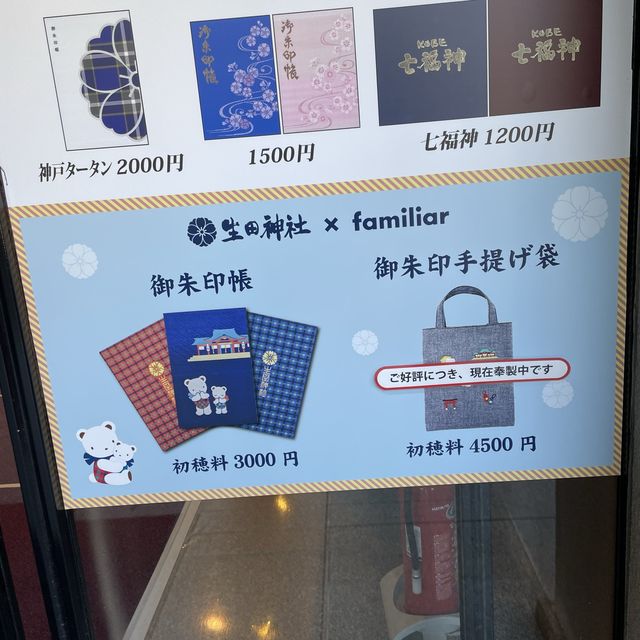 御朱印帳
御朱印帳
御朱印帳
KOBE
七福神
KOBE
七福神
神戸タータン 2000円
1500円
七福神 1200円
生田神社 × familiar
御朱印帳
御朱印手提げ袋
ご好評につき、現在奉製中です
初穂料 3000 円
初穂料 4500 円